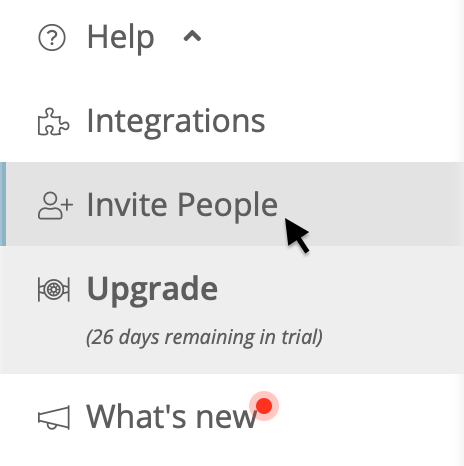 Help
Integrations
Invite People
Upgrade
(26 days remaining in trial)
What's new